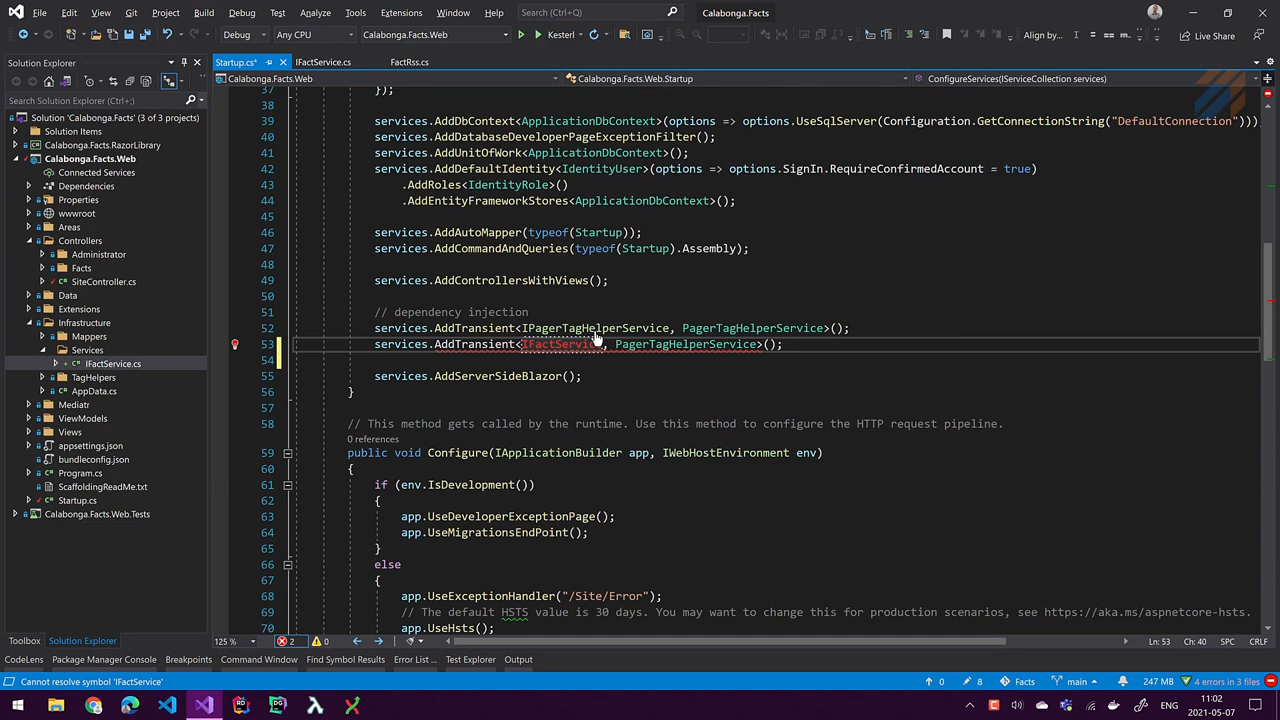 File Edit View Git Project Build Debug Test Analyze Tools Extensions Window Help Search (Ctrl+Q) Calabonga.Facts
Debug Any CPU Calabonga.Facts.Web Kesterl Align by... Live Share
Solution Explorer
Startup.cs* IFactService.cs FactRss.cs
Calabonga.Facts.Web Calabonga.Facts.Web.Startup ConfigureServices(IServiceCollection services)
Search Solution Explorer (Ctrl+;)
Solution 'Calabonga.Facts' (3 of 3 projects)
Solution Items
Calabonga.Facts.RazorLibrary
Calabonga.Facts.Web
Connected Services
Dependencies
Properties
wwwroot
Areas
Controllers
Administrator
Facts
SiteController.cs
Data
Extensions
Infrastructure
Mappers
Services
IFactService.cs
TagHelpers
AppData.cs
Mediatr
ViewModels
Views
appsettings.json
bundleconfig.json
Program.cs
ScaffoldingReadMe.txt
Startup.cs
Calabonga.Facts.Web.Tests
Toolbox Solution Explorer
37 });
38
39 services.AddDbContext<ApplicationDbContext>(options => options.UseSqlServer(Configuration.GetConnectionString("DefaultConnection")))
40 services.AddDatabaseDeveloperPageExceptionFilter();
41 services.AddUnitOfWork<ApplicationDbContext>();
42 services.AddDefaultIdentity<IdentityUser>(options => options.SignIn.RequireConfirmedAccount = true)
43 .AddRoles<IdentityRole>()
44 .AddEntityFrameworkStores<ApplicationDbContext>();
45
46 services.AddAutoMapper(typeof(Startup));
47 services.AddCommandAndQueries(typeof(Startup).Assembly);
48
49 services.AddControllersWithViews();
50
51 // dependency injection
52 services.AddTransient<IPagerTagHelperService, PagerTagHelperService>();
53 services.AddTransient<IFactService, PagerTagHelperService>();
54
55 services.AddServerSideBlazor();
56 }
57
58 // This method gets called by the runtime. Use this method to configure the HTTP request pipeline.
0 references
59 public void Configure(IApplicationBuilder app, IWebHostEnvironment env)
60 {
61 if (env.IsDevelopment())
62 {
63 app.UseDeveloperExceptionPage();
64 app.UseMigrationsEndPoint();
65 }
66 else
67 {
68 app.UseExceptionHandler("/Site/Error");
69 // The default HSTS value is 30 days. You may want to change this for production scenarios, see https://aka.ms/aspnetcore-hsts.
70 app.UseHsts();
125 % 2 0 Ln: 53 Ch: 40 SPC CRLF
CodeLens Package Manager Console Breakpoints Command Window Find Symbol Results Error List ... Test Explorer Output
Cannot resolve symbol 'IFactService' 0 8 Facts main 247 MB 4 errors in 3 files
ENG 11:02
2021-05-07